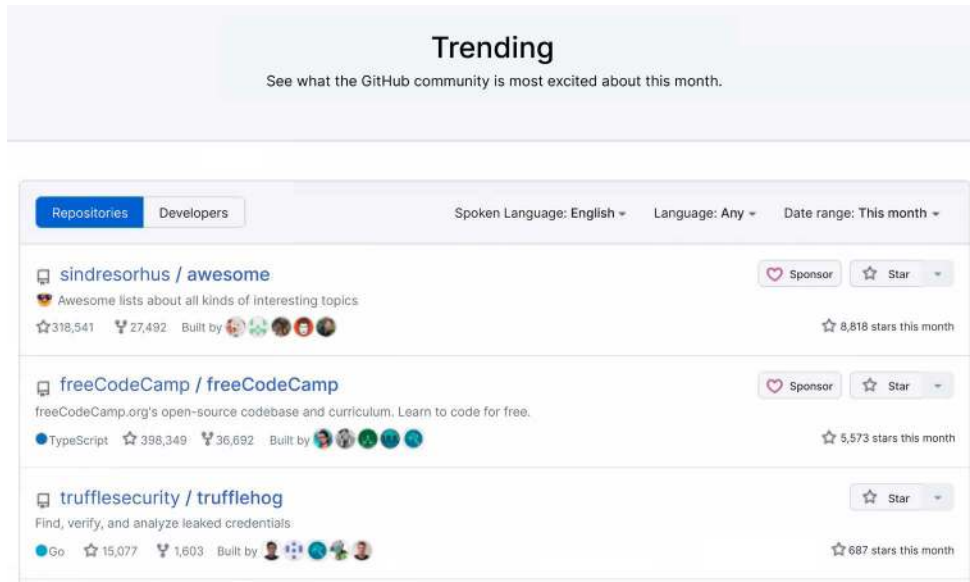 Trending
See what the GitHub community is most excited about this month.
Repositories Developers Spoken Language: English Language: Any Date range: This month
sindresorhus / awesome Sponsor Star
Awesome lists about all kinds of interesting topics
318,541 27,492 Built by 8,818 stars this month
freeCodeCamp / freeCodeCamp Sponsor Star
freeCodeCamp.org's open-source codebase and curriculum. Learn to code for free.
TypeScript 398,349 36,692 Built by 5,573 stars this month
trufflesecurity / trufflehog Star
Find, verify, and analyze leaked credentials
Go 15,077 1,603 Built by 687 stars this month